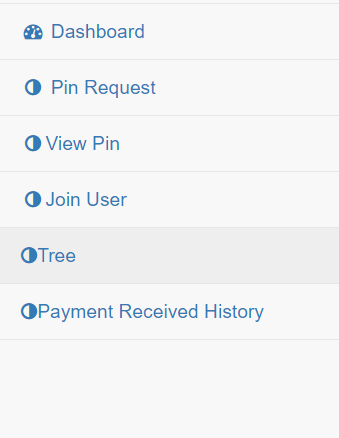 Dashboard
Pin Request
View Pin
Join User
Tree
Payment Received History